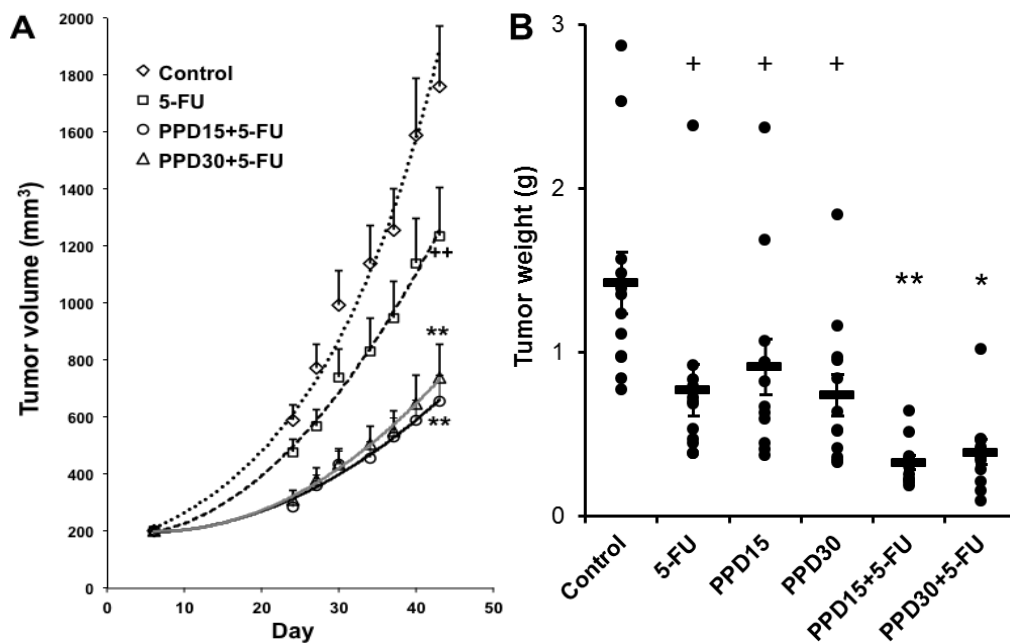 A
2000
1800
1600
1400
1200
1000
800
600
400
200
0
Tumor volume (mm³)
Control
5-FU
PPD15+5-FU
PPD30+5-FU
++
**
**
0 10 20 30 40 50
Day
B
3
2
1
0
Tumor weight (g)
+ + +
** *
Control
5-FU
PPD15
PPD30
PPD15+5-FU
PPD30+5-FU